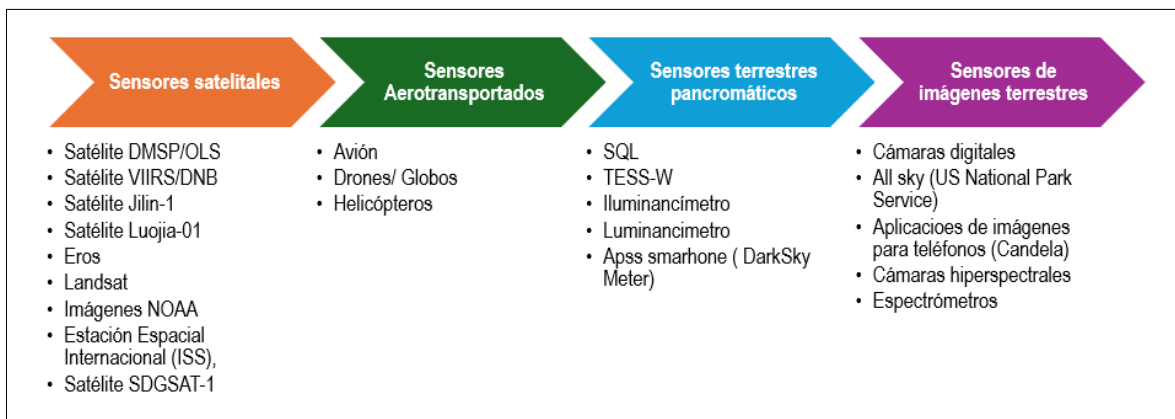 Sensores satelitales
• Satélite DMSP/OLS
• Satélite VIIRS/DNB
• Satélite Jilin-1
• Satélite Luojia-01
• Eros
• Landsat
• Imágenes NOAA
• Estación Espacial
Internacional (ISS),
• Satélite SDGSAT-1
Sensores
Aerotransportados
• Avión
• Drones/ Globos
• Helicópteros
Sensores terrestres
pancromáticos
• SQL
• TESS-W
• Iluminancímetro
• Luminancimetro
• Apss smarhone ( DarkSky
Meter)
Sensores de
imágenes terrestres
• Cámaras digitales
• All sky (US National Park
Service)
• Aplicacioes de imágenes
para teléfonos (Candela)
• Cámaras hiperspectrales
• Espectrómetros